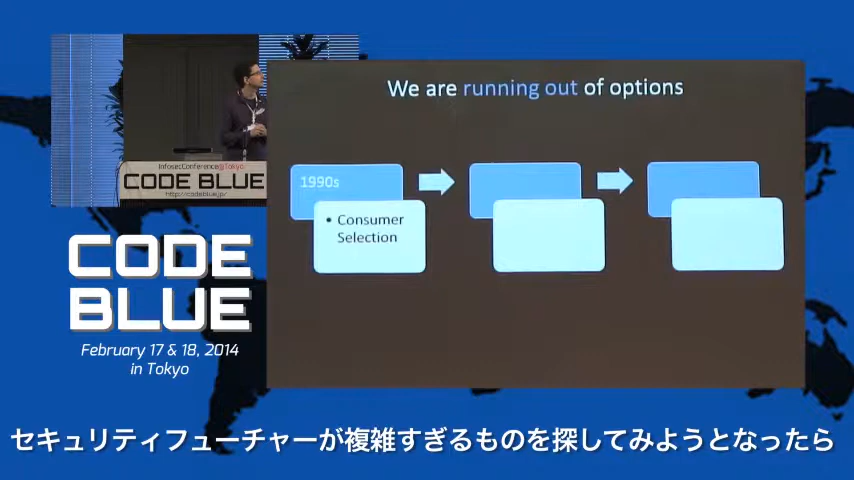 We are running out of options
InfosecConference@Tokyo
CODE BLUE
http://codeblue.jp/
1990s
• Consumer
Selection
CODE
BLUE
February 17 & 18, 2014
in Tokyo
セキュリティフューチャーが複雑すぎるものを探してみようとなったら